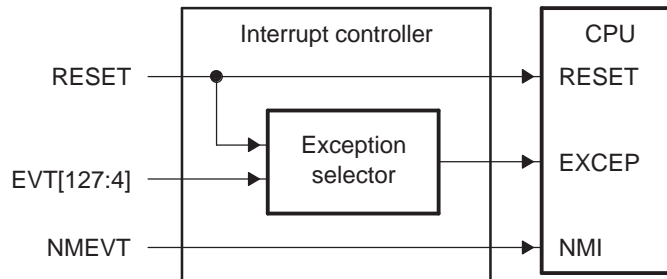 Interrupt controller
CPU
RESET
RESET
Exception
selector
EVT[127:4]
EXCEP
NMEVT
NMI